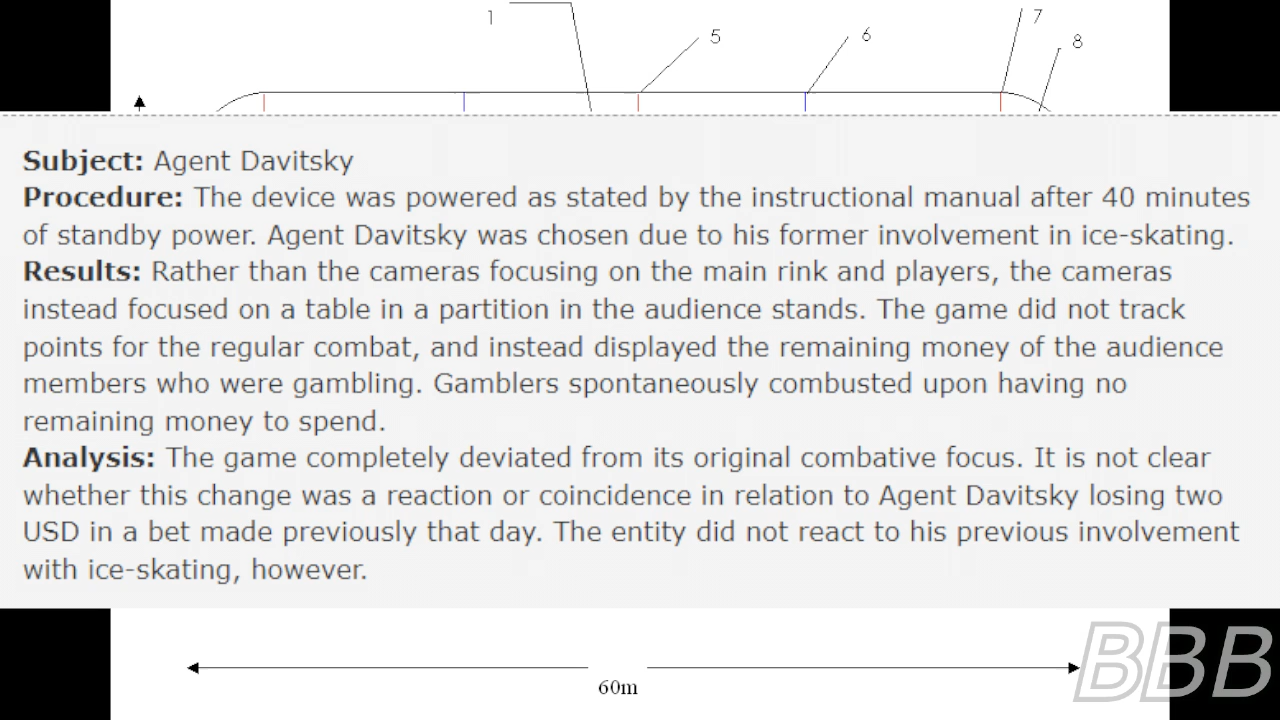 1
5
6
7
8
Subject: Agent Davitsky
Procedure: The device was powered as stated by the instructional manual after 40 minutes
of standby power. Agent Davitsky was chosen due to his former involvement in ice-skating.
Results: Rather than the cameras focusing on the main rink and players, the cameras
instead focused on a table in a partition in the audience stands. The game did not track
points for the regular combat, and instead displayed the remaining money of the audience
members who were gambling. Gamblers spontaneously combusted upon having no
remaining money to spend.
Analysis: The game completely deviated from its original combative focus. It is not clear
whether this change was a reaction or coincidence in relation to Agent Davitsky losing two
USD in a bet made previously that day. The entity did not react to his previous involvement
with ice-skating, however.
60m
BBB